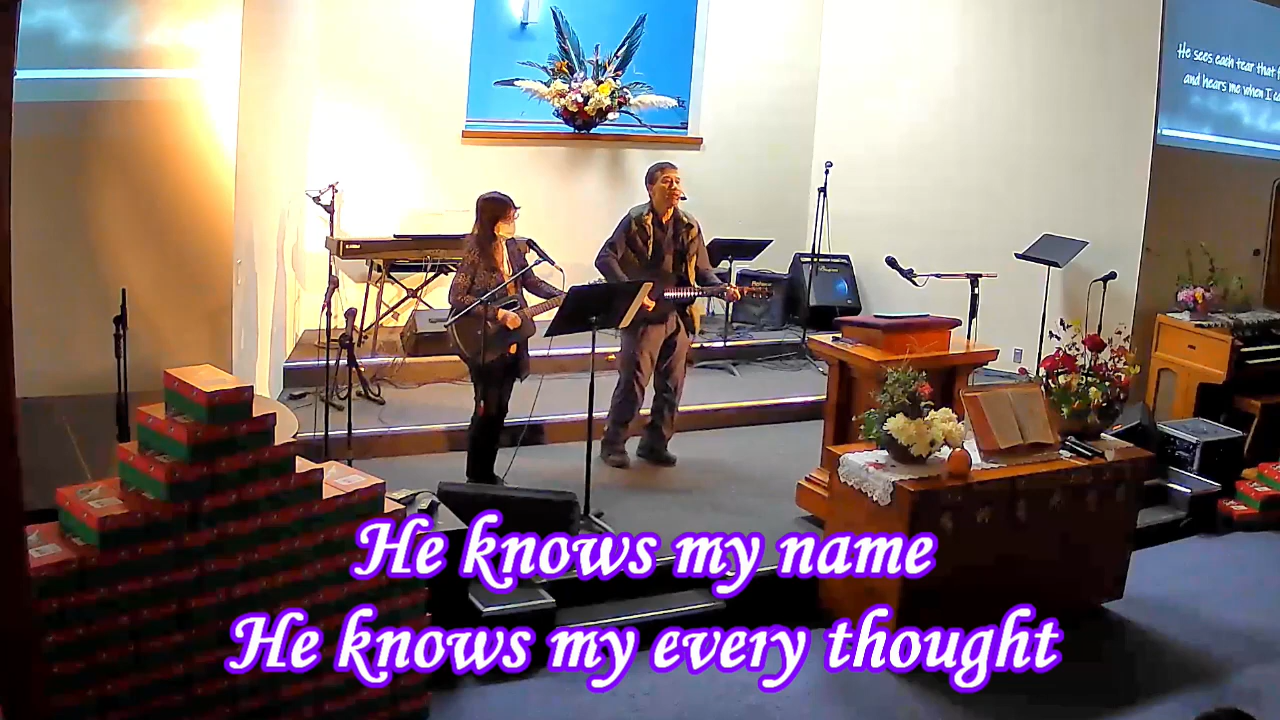 He sees each tear that
and hears me when I
He knows my name
He knows my every thought